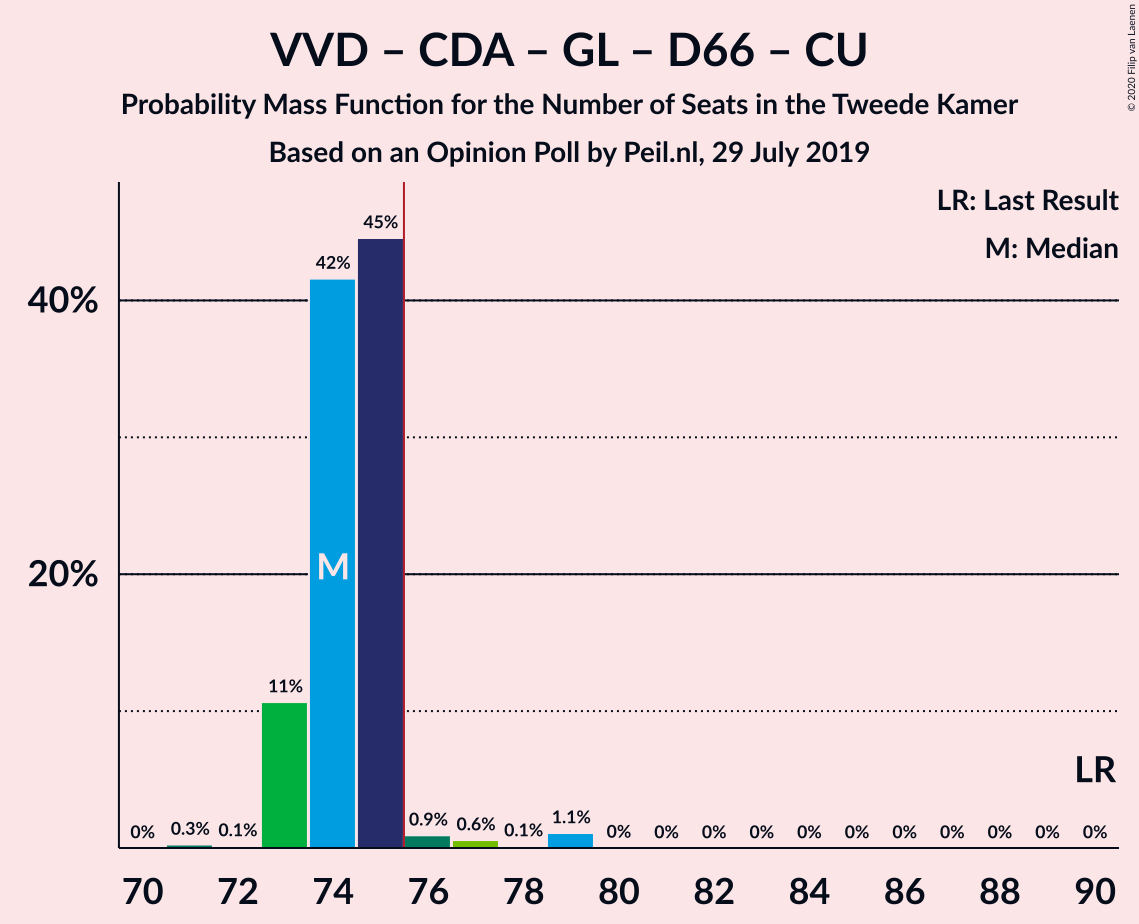 VVD – CDA – GL – D66 – CU
Probability Mass Function for the Number of Seats in the Tweede Kamer
Based on an Opinion Poll by Peil.nl, 29 July 2019
© 2020 Filip van Laenen
LR: Last Result
M: Median
40%
20%
0% 0.3% 0.1% 11% 42% 45% 0.9% 0.6% 0.1% 1.1% 0% 0% 0% 0% 0% 0% 0% 0% 0% 0% 0%
M
LR
70 72 74 76 78 80 82 84 86 88 90